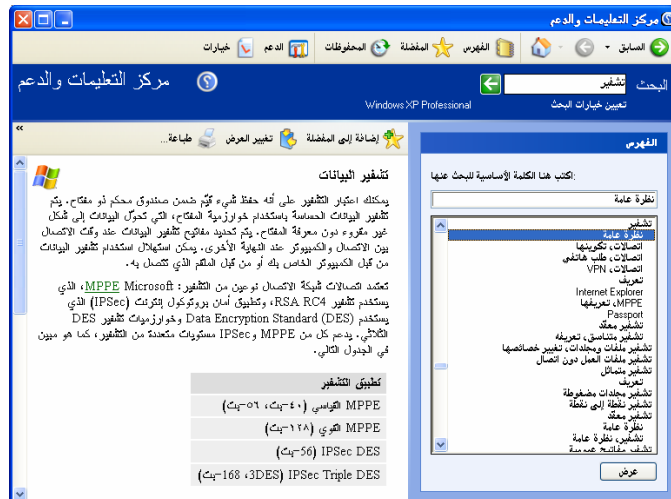 مركز التعليمات والدعم
السابق
الفهرس
المفضلة
المحفوظات
الدعم
خيارات
البحث
تشفير
تعيين خيارات البحث
Windows XP Professional
مركز التعليمات والدعم
إضافة إلى المفضلة
تغيير العرض
طباعة...
الفهرس
اكتب هنا الكلمة الأساسية للبحث عنها:
نظرة عامة
تشفير
نظرة عامة
اتصالات، تكوينها
اتصالات، طلب هاتفي
اتصالات، VPN
تعريف
Internet Explorer
MPPE، تعريفها
Passport
تشفير معقد
تشفير متناسق، تعريفه
تشفير ملفات ومجلدات، تغيير خصائصها
تشفير ملفات العمل دون اتصال
تشفير متماثل
تعريف
تشفير مجلدات مضغوطة
تشفير نقطة إلى نقطة
تشفير معقد
نظرة عامة
تشفير، نظرة عامة
تشفير مفاتيح عمومية
عرض
تشفير البيانات
يمكنك اعتبار التشفير على أنه حفظ شيء قيّم ضمن صندوق محكم ذو مفتاح. يتم
تشفير البيانات الحساسة باستخدام خوارزمية المفتاح، التي تحوّل البيانات إلى شكل
غير مقروء دون معرفة المفتاح. يتم تحديد مفاتيح تشفير البيانات عند وقت الاتصال
بين الاتصال والكمبيوتر عند النهاية الأخرى. يمكن استهلال استخدام تشفير البيانات
من قبل الكمبيوتر الخاص بك أو من قبل الملقم الذي تتصل به.
تعتمد اتصالات شبكة الاتصال نوعين من التشفير: Microsoft MPPE، الذي
يستخدم تشفير RSA RC4، وتطبيق أمان بروتوكول إنترنت (IPSec) الذي
يستخدم Data Encryption Standard (DES) وخوارزميات تشفير DES
الثلاثي. يدعم كل من MPPE و IPSec مستويات متعددة من التشفير، كما هو مبين
في الجدول التالي.
تطبيق التشفير
MPPE القياسي (٤٠-بت، ٥٦-بت)
MPPE القوي (١٢٨-بت)
IPSec DES (56-بت)
IPSec Triple DES (3DES، 168-بت)